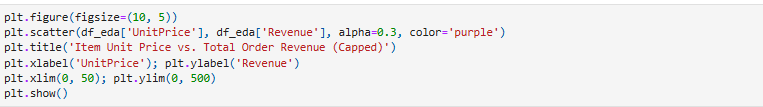 plt.figure(figsize=(10, 5))
plt.scatter(df_eda['UnitPrice'], df_eda['Revenue'], alpha=0.3, color='purple')
plt.title('Item Unit Price vs. Total Order Revenue (Capped)')
plt.xlabel('UnitPrice'); plt.ylabel('Revenue')
plt.xlim(0, 50); plt.ylim(0, 500)
plt.show()